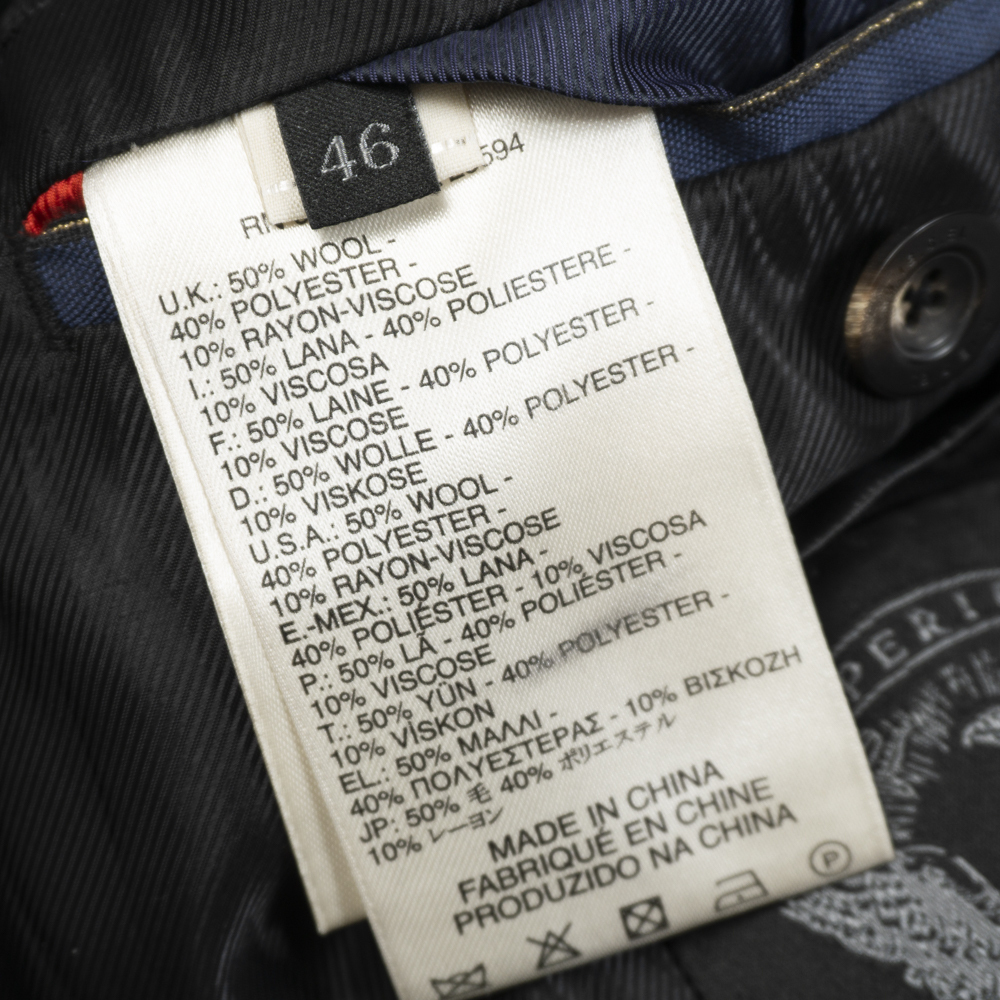 46
594
U.K.: 50% WOOL -
40% POLYESTER -
10% RAYON-VISCOSE
I.: 50% LANA - 40% POLIESTERE -
10% VISCOSA
F.: 50% LAINE - 40% POLYESTER -
10% VISCOSE
D.: 50% WOLLE - 40% POLYESTER -
10% VISKOSE
U.S.A.: 50% WOOL -
40% POLYESTER -
10% RAYON-VISCOSE
E.-MEX.: 50% LANA -
40% POLIÉSTER - 10% VISCOSA
P.: 50% LÃ - 40% POLIÉSTER -
10% VISCOSE
T.: 50% YÜN - 40% POLYESTER -
10% VİSKON
EL.: 50% ΜΑΛΛΙ -
40% ΠΟΛΥΕΣΤΕΡΑΣ - 10% ΒΙΣΚΟΖΗ
JP: 50% 毛 40% ポリエステル
10% レーヨン
MADE IN CHINA
FABRIQUÉ EN CHINE
PRODUZIDO NA CHINA
P